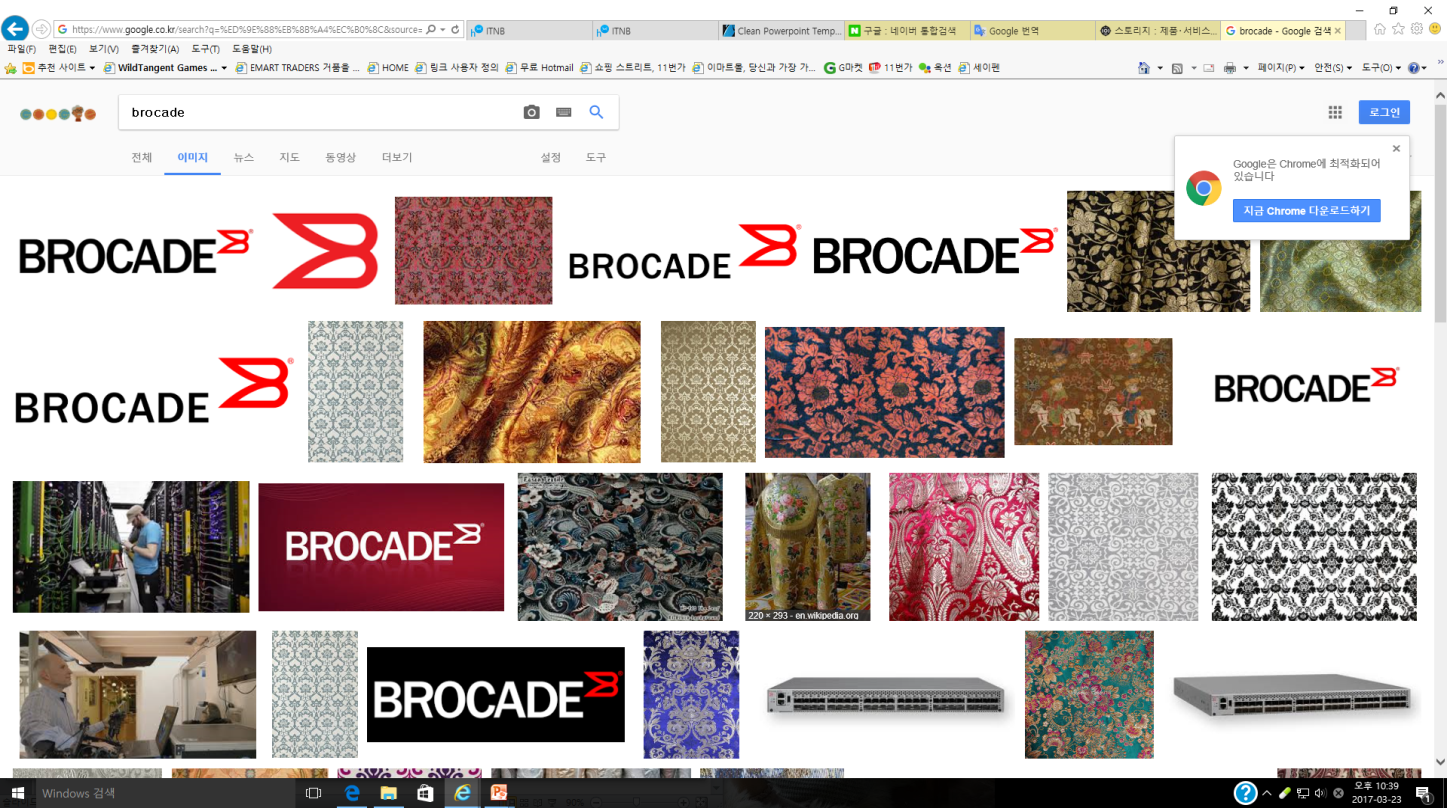 https://www.google.co.kr/search?q=%ED%9E%88%EB%88%A4%EC%B0%8C&source=
ITNB
ITNB
Clean Powerpoint Temp...
구글 : 네이버 통합검색
Google 번역
스토리지 : 제품·서비스...
brocade - Google 검색
파일(F) 편집(E) 보기(V) 즐겨찾기(A) 도구(T) 도움말(H)
추천 사이트 WildTangent Games ... EMART TRADERS 거품을 ... HOME 링크 사용자 정의 무료 Hotmail 쇼핑 스트리트, 11번가 이마트몰, 당신과 가장 가... G마켓 11번가 옥션 세이펜
페이지(P) 안전(S) 도구(O)
brocade
로그인
전체 이미지 뉴스 지도 동영상 더보기 설정 도구
Google은 Chrome에 최적화되어
있습니다
지금 Chrome 다운로드하기
BROCADE
BROCADE
BROCADE
BROCADE
BROCADE
BROCADE
220 × 293 - en.wikipedia.org
BROCADE
Windows 검색
오후 10:39
2017-03-23